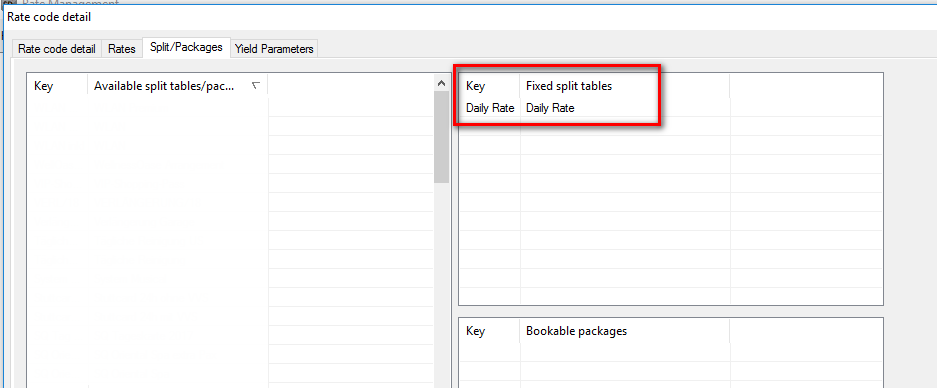 Rate Management
Rate code detail
Rate code detail Rates Split/Packages Yield Parameters
Key Available split tables/pac...
Key Fixed split tables
Daily Rate Daily Rate
Key Bookable packages